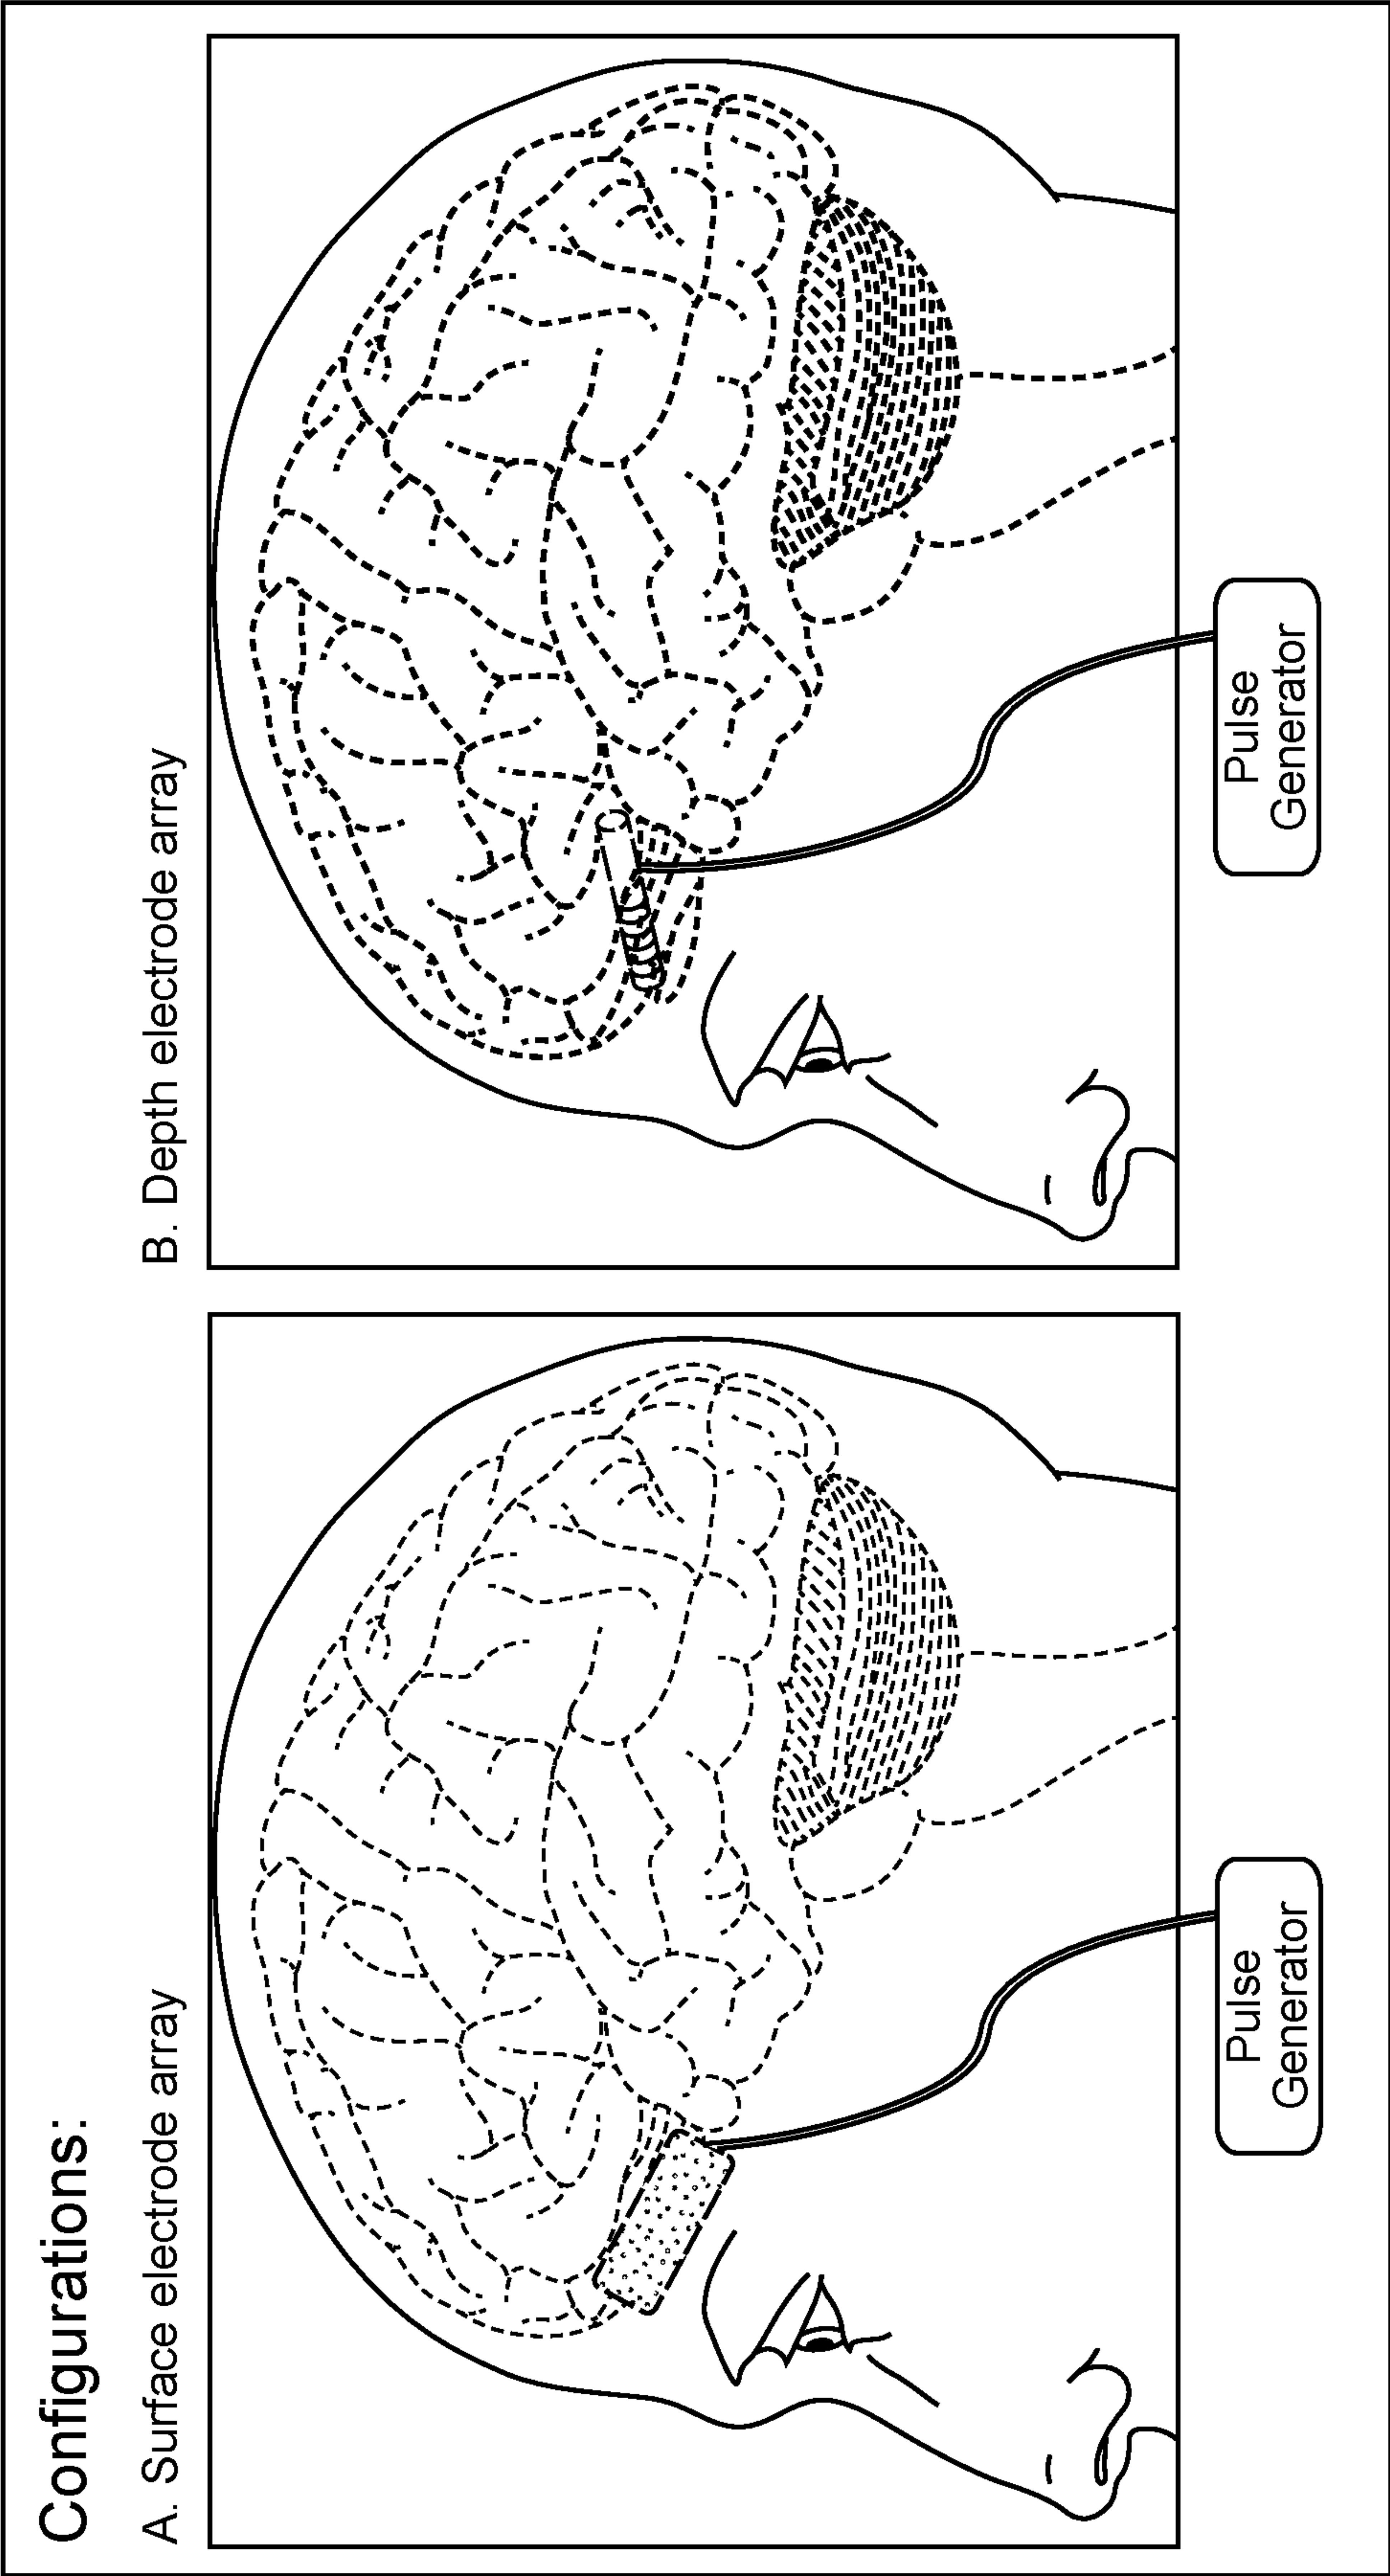 Configurations:
A. Surface electrode array
Pulse
Generator
B. Depth electrode array
Pulse
Generator